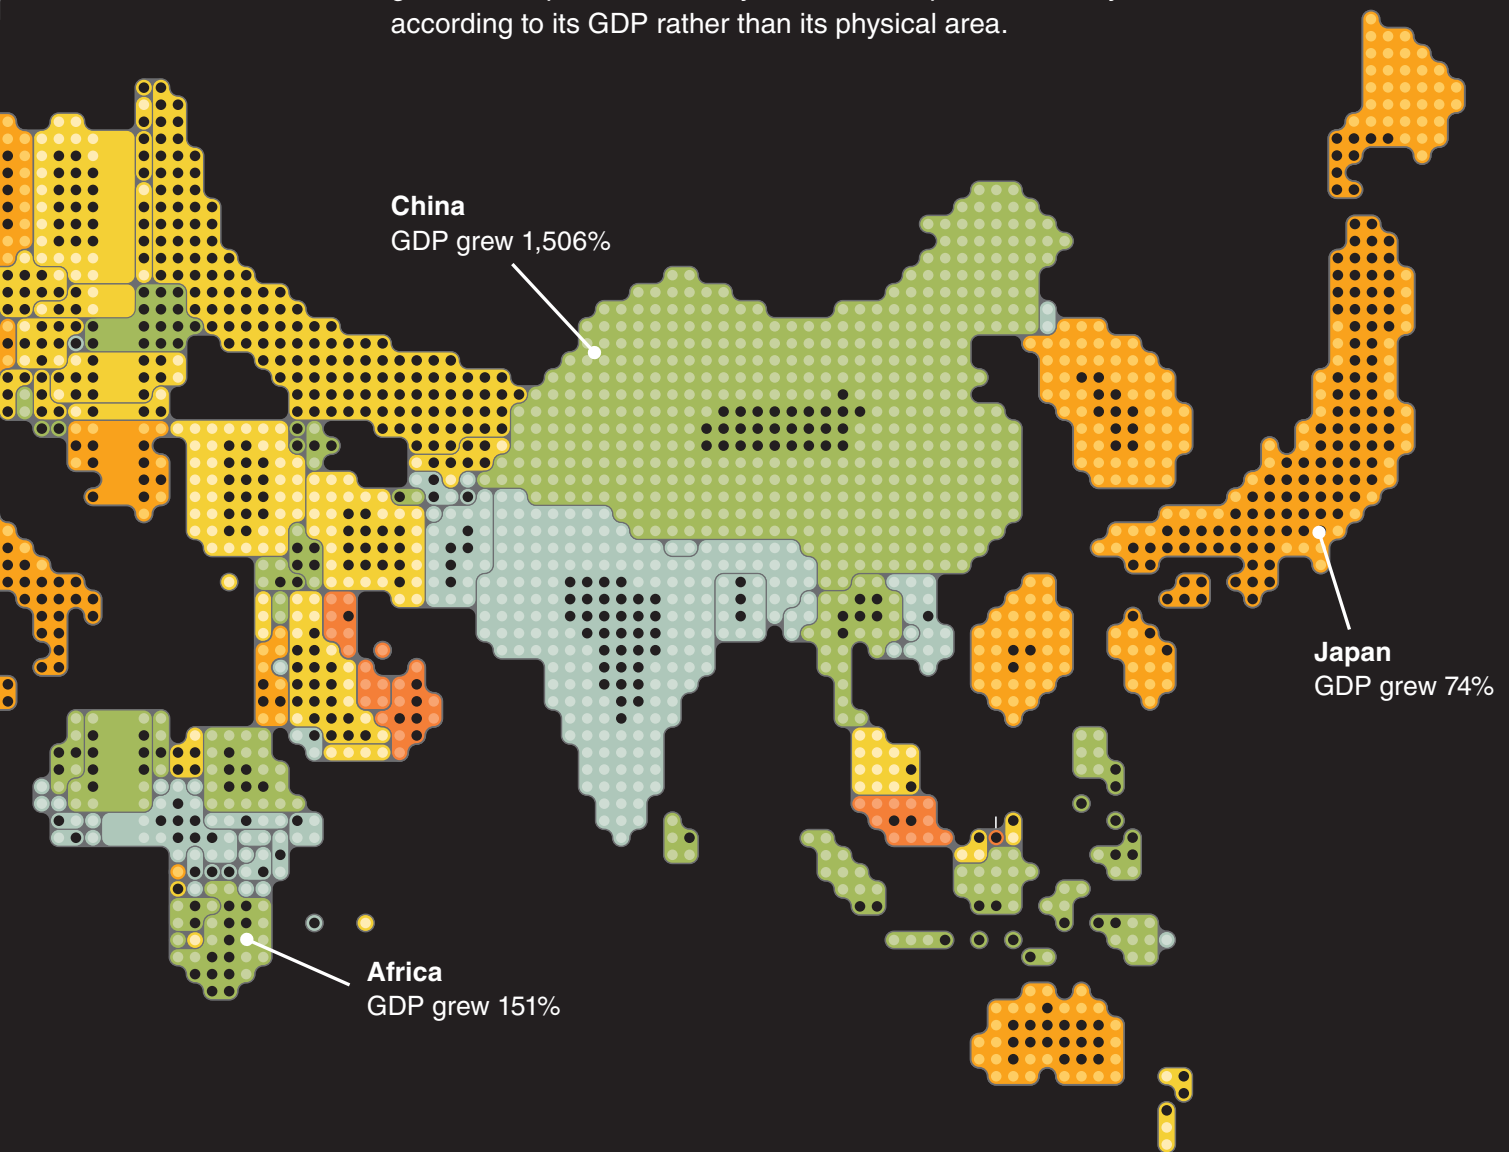 according to its GDP rather than its physical area.
China
GDP grew 1,506%
Japan
GDP grew 74%
Africa
GDP grew 151%